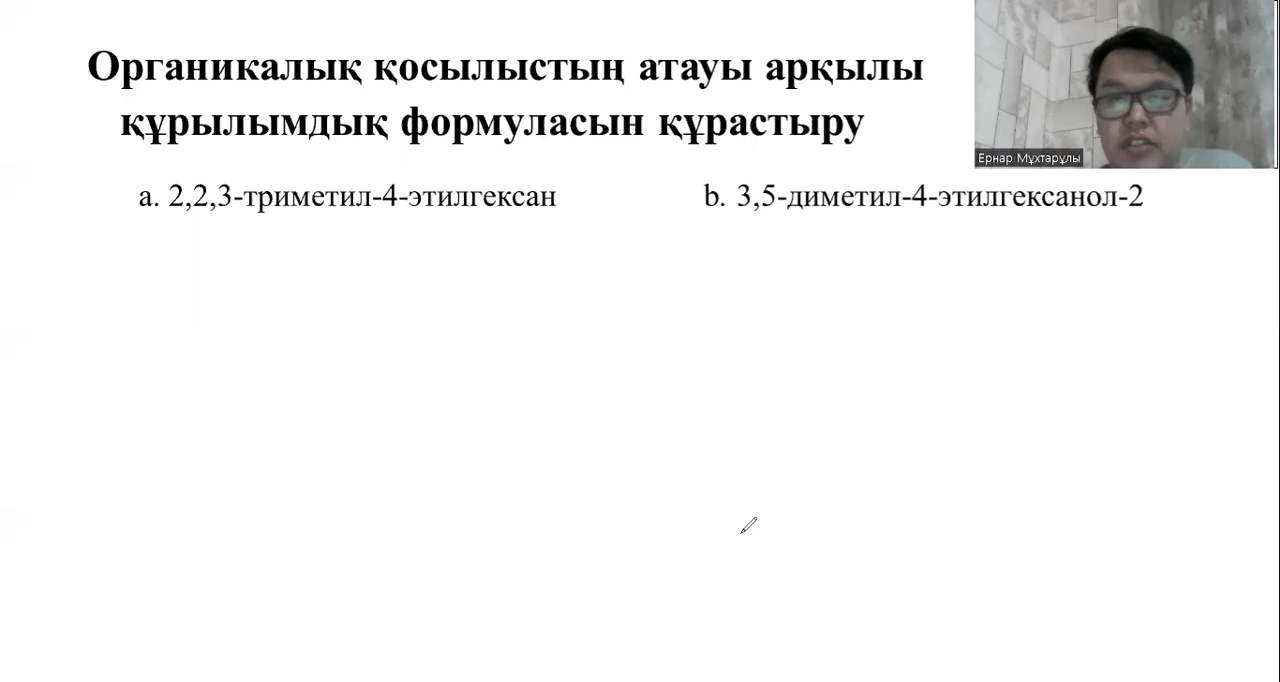 Органикалық қосылыстың атауы арқылы
құрылымдық формуласын құрастыру
Ернар Мұхтарұлы
a. 2,2,3-триметил-4-этилгексан
b. 3,5-диметил-4-этилгексанол-2